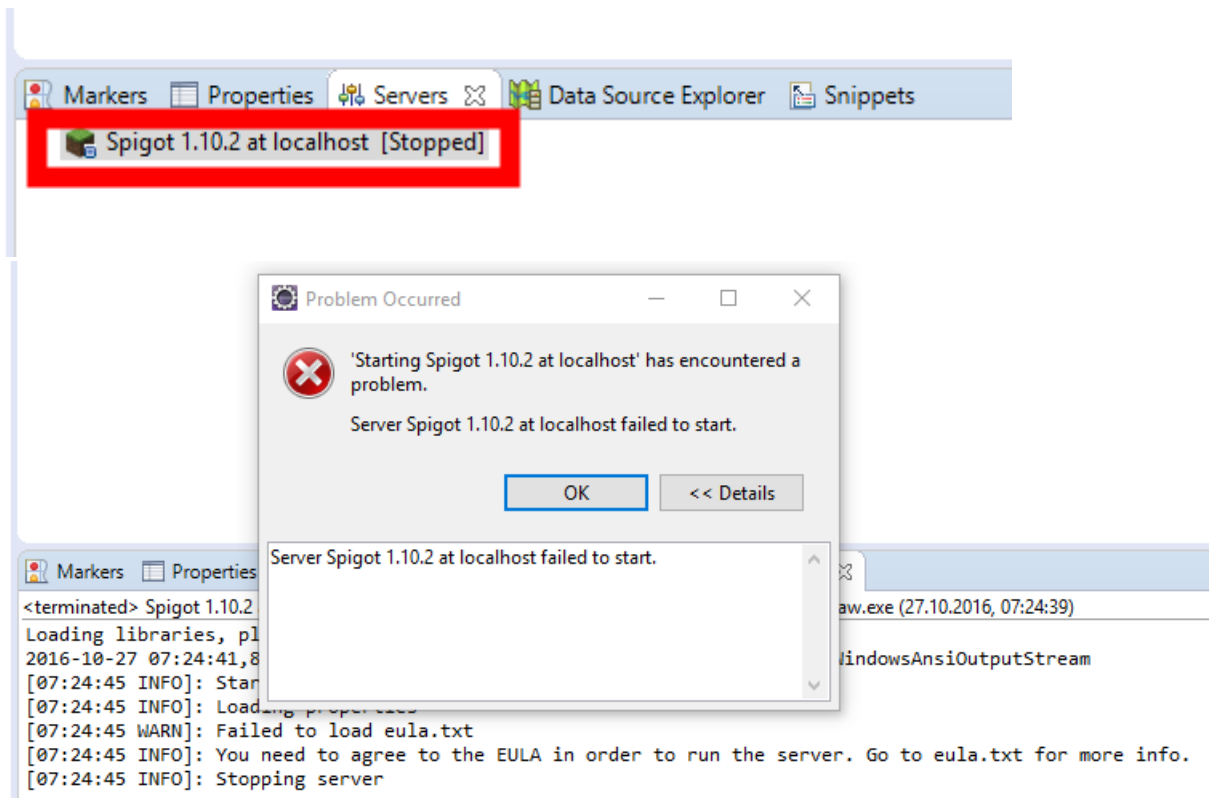 Markers Properties Servers Data Source Explorer Snippets
Spigot 1.10.2 at localhost [Stopped]
Problem Occurred
'Starting Spigot 1.10.2 at localhost' has encountered a
problem.
Server Spigot 1.10.2 at localhost failed to start.
OK << Details
Server Spigot 1.10.2 at localhost failed to start.
Markers Properties
<terminated> Spigot 1.10.2 aw.exe (27.10.2016, 07:24:39)
Loading libraries, pl
2016-10-27 07:24:41,8 WindowsAnsiOutputStream
[07:24:45 INFO]: Star
[07:24:45 INFO]: Loading properties
[07:24:45 WARN]: Failed to load eula.txt
[07:24:45 INFO]: You need to agree to the EULA in order to run the server. Go to eula.txt for more info.
[07:24:45 INFO]: Stopping server